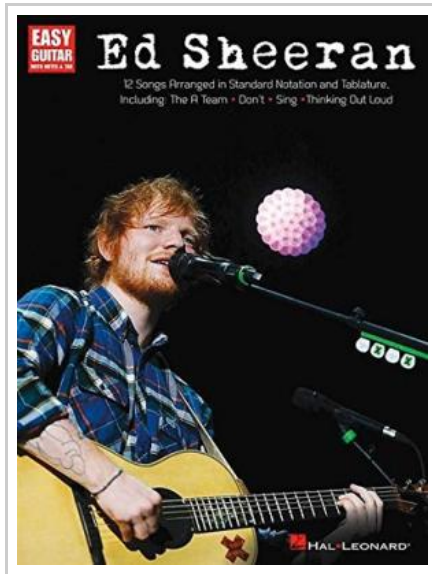 EASY
GUITAR
WITH NOTES & TAB
Ed Sheeran
12 Songs Arranged in Standard Notation and Tablature,
Including: The A Team • Don't • Sing • Thinking Out Loud
HAL•LEONARD®